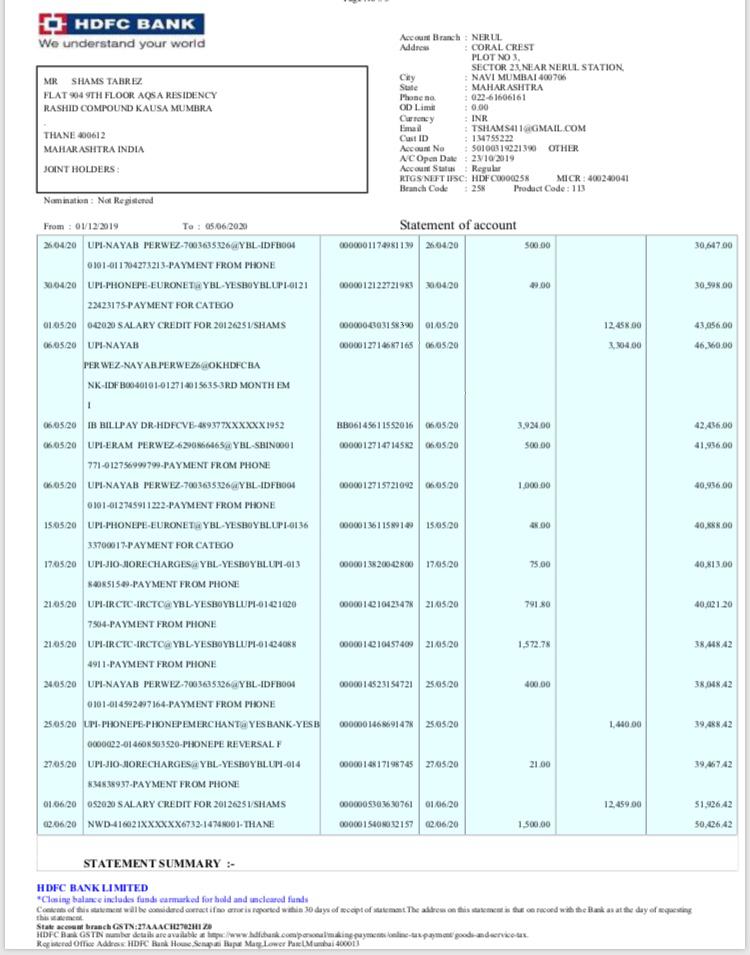 HDFC BANK
We understand your world
MR SHAMS TABREZ
FLAT 904 9TH FLOOR AQSA RESIDENCY
RASHID COMPOUND KAUSA MUMBRA
.
THANE 400612
MAHARASHTRA INDIA
JOINT HOLDERS :
Nomination : Not Registered
Account Branch : NERUL
Address : CORAL CREST
PLOT NO 3,
SECTOR 23,NEAR NERUL STATION,
City : NAVI MUMBAI 400706
State : MAHARASHTRA
Phone no. : 022-61606161
OD Limit : 0.00
Currency : INR
Email : TSHAMS411@GMAIL.COM
Cust ID : 134755222
Account No : 50100319221390 OTHER
A/C Open Date : 23/10/2019
Account Status : Regular
RTGS/NEFT IFSC: HDFC0000258 MICR : 400240041
Branch Code : 258 Product Code : 113
From : 01/12/2019 To : 05/06/2020 Statement of account
26/04/20 UPI-NAYAB PERWEZ-7003635326@YBL-IDFB004 0000011174981139 26/04/20 500.00 30,647.00
0101-011704273213-PAYMENT FROM PHONE
30/04/20 UPI-PHONEPE-EURONET@YBL-YESB0YBLUPI-0121 0000012122721983 30/04/20 49.00 30,598.00
22423175-PAYMENT FOR CATEGO
01/05/20 042020 SALARY CREDIT FOR 20126251/SHAMS 0000004303158390 01/05/20 12,458.00 43,056.00
06/05/20 UPI-NAYAB 0000012714687165 06/05/20 3,304.00 46,360.00
PERWEZ-NAYAB.PERWEZ6@OKHDFCBA
NK-IDFB0040101-012714015635-3RD MONTH EM
I
06/05/20 IB BILLPAY DR-HDFCVE-489377XXXXXX1952 BB06145611552016 06/05/20 3,924.00 42,436.00
06/05/20 UPI-ERAM PERWEZ-6290866465@YBL-SBIN0001 0000012714714582 06/05/20 500.00 41,936.00
771-012756999799-PAYMENT FROM PHONE
06/05/20 UPI-NAYAB PERWEZ-7003635326@YBL-IDFB004 0000012715721092 06/05/20 1,000.00 40,936.00
0101-012745911222-PAYMENT FROM PHONE
15/05/20 UPI-PHONEPE-EURONET@YBL-YESB0YBLUPI-0136 0000013611589149 15/05/20 48.00 40,888.00
33700017-PAYMENT FOR CATEGO
17/05/20 UPI-JIO-JIORECHARGES@YBL-YESB0YBLUPI-013 0000013820042800 17/05/20 75.00 40,813.00
840851549-PAYMENT FROM PHONE
21/05/20 UPI-IRCTC-IRCTC@YBL-YESB0YBLUPI-01421020 0000014210423478 21/05/20 791.80 40,021.20
7504-PAYMENT FROM PHONE
21/05/20 UPI-IRCTC-IRCTC@YBL-YESB0YBLUPI-01424088 0000014210457409 21/05/20 1,572.78 38,448.42
4911-PAYMENT FROM PHONE
24/05/20 UPI-NAYAB PERWEZ-7003635326@YBL-IDFB004 0000014523154721 25/05/20 400.00 38,048.42
0101-014592497164-PAYMENT FROM PHONE
25/05/20 UPI-PHONEPE-PHONEPEMERCHANT@YESBANK-YESB 0000001468691478 25/05/20 1,440.00 39,488.42
0000022-014608503520-PHONEPE REVERSAL F
27/05/20 UPI-JIO-JIORECHARGES@YBL-YESB0YBLUPI-014 0000014817198745 27/05/20 21.00 39,467.42
834838937-PAYMENT FROM PHONE
01/06/20 052020 SALARY CREDIT FOR 20126251/SHAMS 0000005303630761 01/06/20 12,459.00 51,926.42
02/06/20 NWD-416021XXXXXX6732-14748001-THANE 0000015408032157 02/06/20 1,500.00 50,426.42
STATEMENT SUMMARY :-
HDFC BANK LIMITED
*Closing balance includes funds earmarked for hold and uncleared funds
Contents of this statement will be considered correct if no error is reported within 30 days of receipt of statement.The address on this statement is that on record with the Bank as at the day of requesting
this statement.
State account branch GSTN:27AAACH2702H1Z0
HDFC Bank GSTIN number details are available at https://www.hdfcbank.com/personal/making-payments/online-tax-payment/goods-and-service-tax.
Registered Office Address: HDFC Bank House,Senapati Bapat Marg,Lower Parel,Mumbai 400013